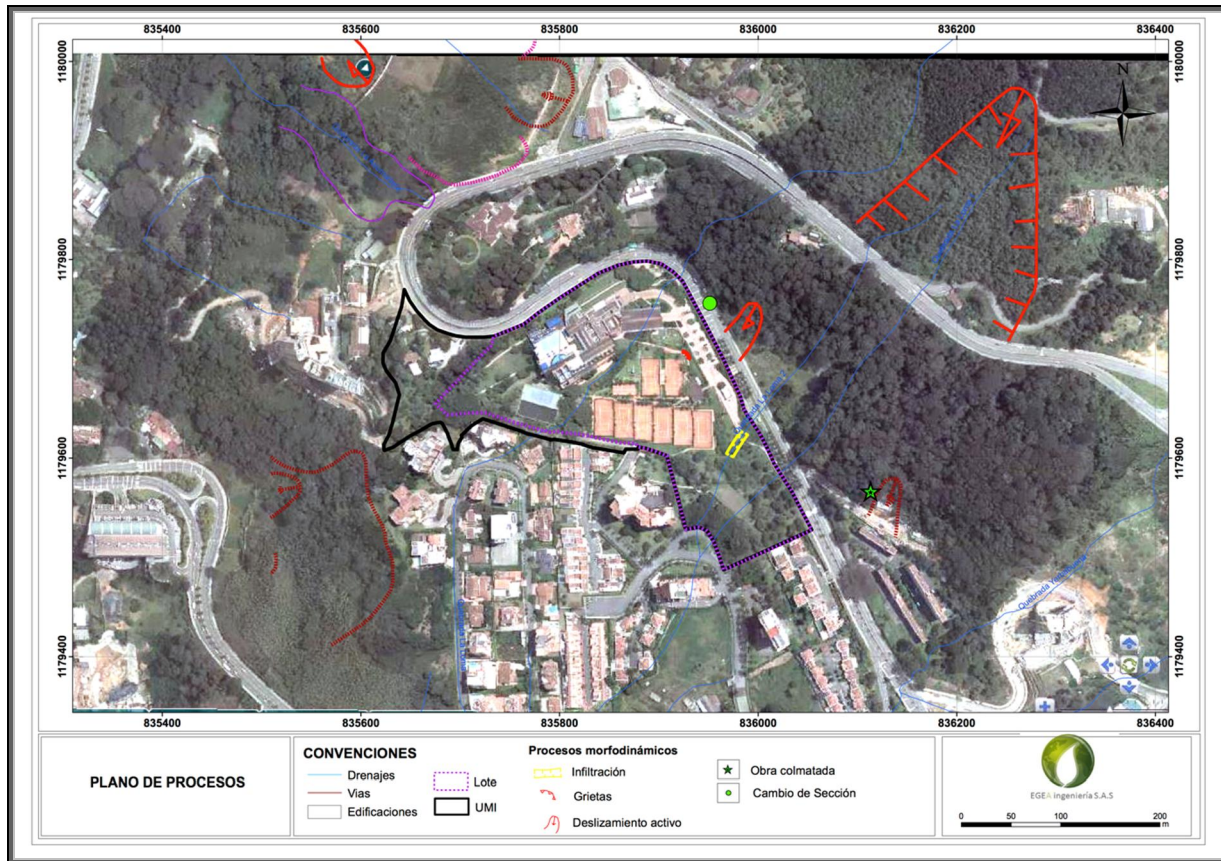 835400 835600 835800 836000 836200 836400
1180000 1180000
N
1179800 1179800
1179600 1179600
Quebrada Yerbabuena
1179400 1179400
835400 835600 835800 836000 836200 836400
PLANO DE PROCESOS
CONVENCIONES
Drenajes
Vias
Edificaciones
Lote
UMI
Procesos morfodinámicos
Infiltración
Grietas
Deslizamiento activo
Obra colmatada
Cambio de Sección
EGEA ingeniería S.A.S
0 50 100 200
m